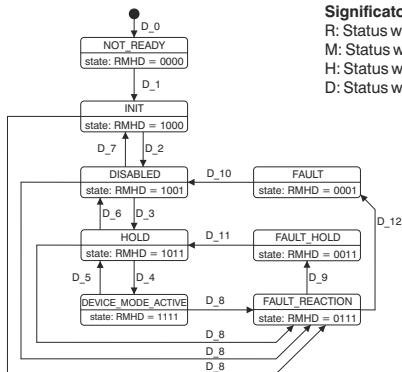 Significato
R: Status w
M: Status w
H: Status w
D: Status w
D_0
NOT_READY
state: RMHD = 0000
D_1
INIT
state: RMHD = 1000
D_7
D_2
DISABLED
state: RMHD = 1001
D_10
FAULT
state: RMHD = 0001
D_6
D_3
D_12
HOLD
state: RMHD = 1011
D_11
FAULT_HOLD
state: RMHD = 0011
D_5
D_4
D_9
DEVICE_MODE_ACTIVE
state: RMHD = 1111
D_8
FAULT_REACTION
state: RMHD = 0111
D_8
D_8
D_8